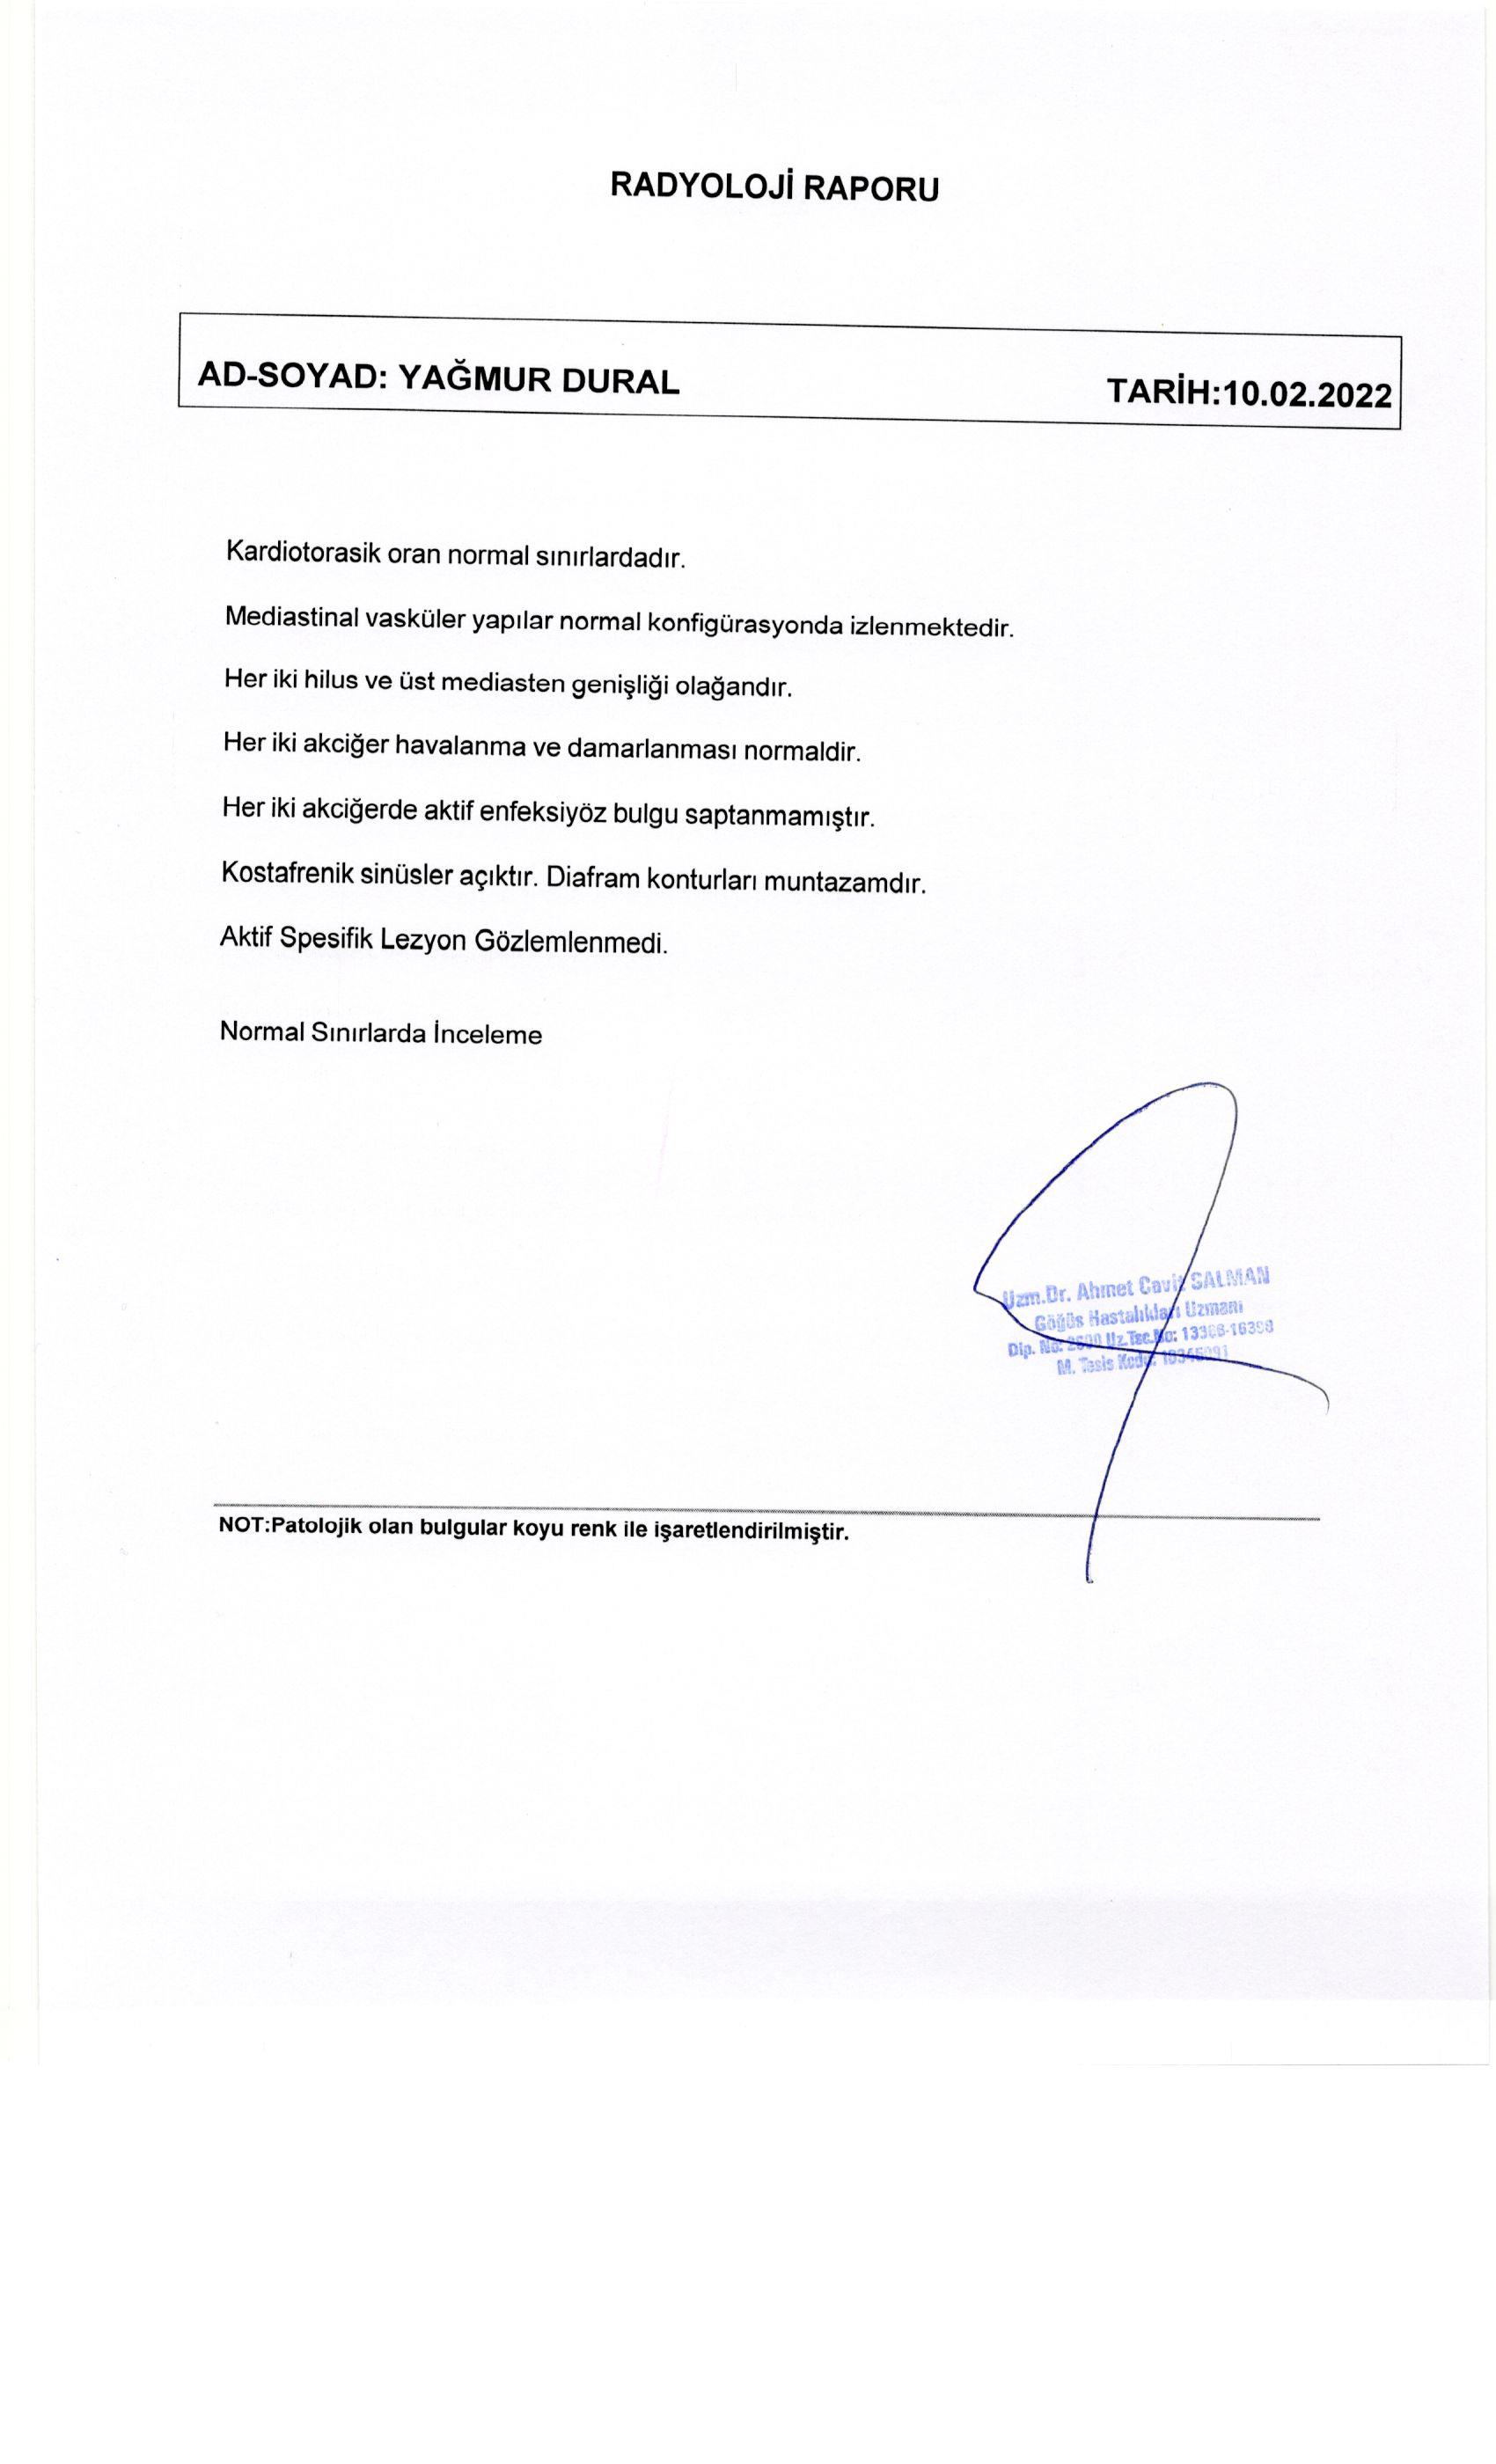 RADYOLOJİ RAPORU
AD-SOYAD: YAĞMUR DURAL TARİH:10.02.2022
Kardiotorasik oran normal sınırlardadır.
Mediastinal vasküler yapılar normal konfigürasyonda izlenmektedir.
Her iki hilus ve üst mediasten genişliği olağandır.
Her iki akciğer havalanma ve damarlanması normaldir.
Her iki akciğerde aktif enfeksiyöz bulgu saptanmamıştır.
Kostafrenik sinüsler açıktır. Diafram konturları muntazamdır.
Aktif Spesifik Lezyon Gözlemlenmedi.
Normal Sınırlarda İnceleme
Uzm.Dr. Ahmet Cavit SALMAN
Göğüs Hastalıkları Uzmanı
Dip. No: Uz.Tsc.No:
M. Tesis Kodu:
NOT:Patolojik olan bulgular koyu renk ile işaretlendirilmiştir.